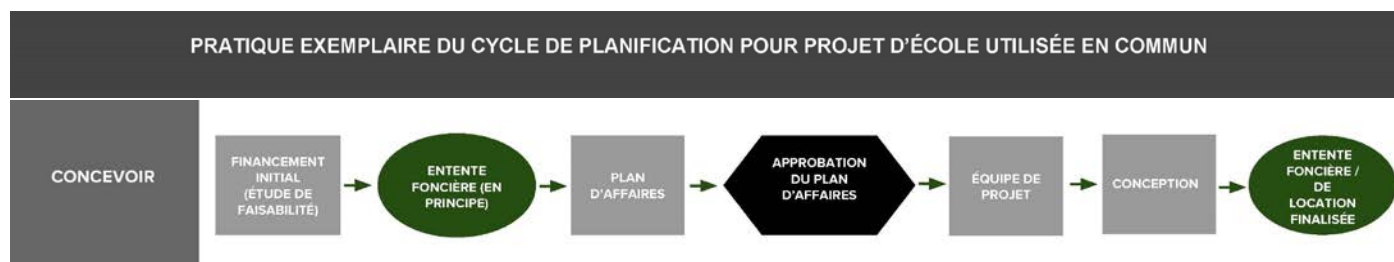 PRATIQUE EXEMPLAIRE DU CYCLE DE PLANIFICATION POUR PROJET D'ÉCOLE UTILISÉE EN COMMUN
CONCEVOIR
FINANCEMENT
INITIAL
(ÉTUDE DE
FAISABILITÉ)
ENTENTE
FONCIÈRE (EN
PRINCIPE)
PLAN
D'AFFAIRES
APPROBATION
DU PLAN
D'AFFAIRES
ÉQUIPE DE
PROJET
CONCEPTION
ENTENTE
FONCIÈRE /
DE
LOCATION
FINALISÉE